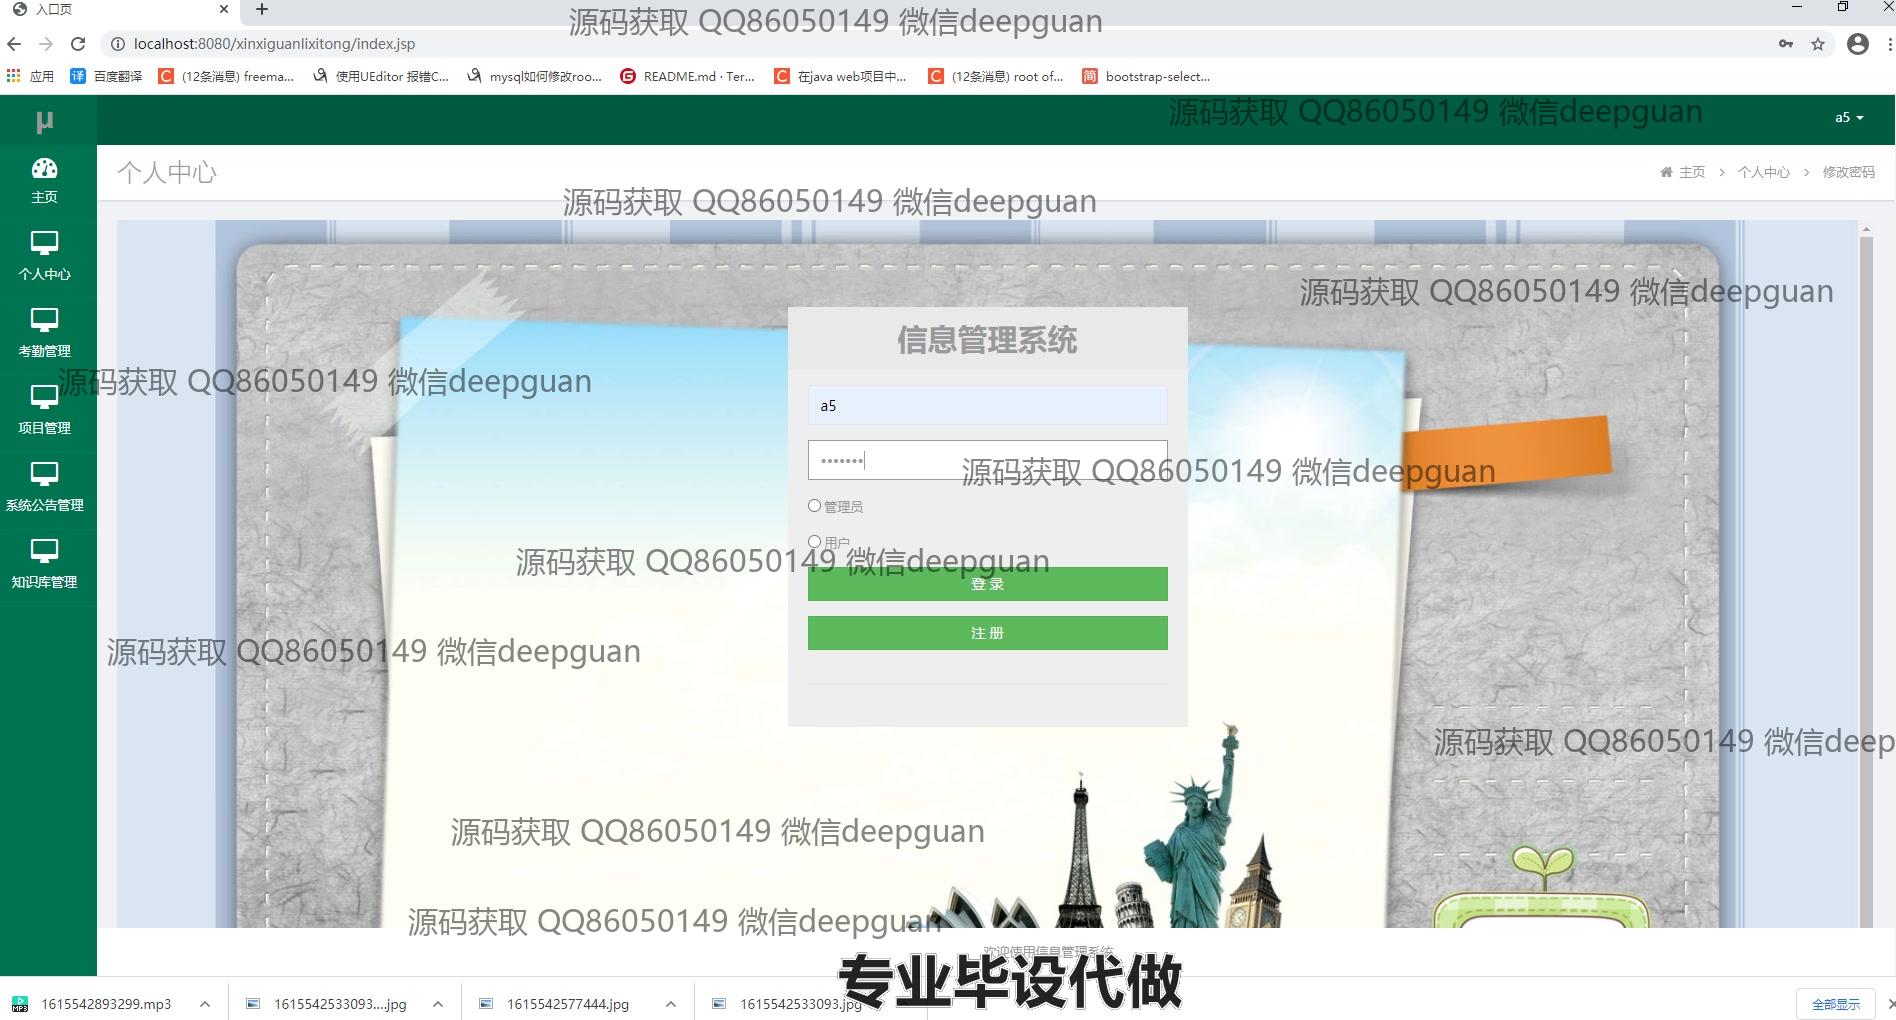 入口页
源码获取 QQ86050149 微信deepguan
localhost:8080/xinxiguanlixitong/index.jsp
应用
百度翻译
(12条消息) freema...
使用UEditor 报错C...
mysql如何修改roo...
README.md · Ter...
在java web项目中...
(12条消息) root of...
bootstrap-select...
μ
源码获取 QQ86050149 微信deepguan
a5
个人中心
主页 > 个人中心 > 修改密码
主页
源码获取 QQ86050149 微信deepguan
个人中心
源码获取 QQ86050149 微信deepguan
信息管理系统
考勤管理
源码获取 QQ86050149 微信deepguan
a5
项目管理
源码获取 QQ86050149 微信deepguan
系统公告管理
管理员
用户
源码获取 QQ86050149 微信deepguan
知识库管理
登录
注册
源码获取 QQ86050149 微信deepguan
源码获取 QQ86050149 微信deep
源码获取 QQ86050149 微信deepguan
源码获取 QQ86050149 微信deepguan
欢迎使用信息管理系统
专业毕设代做
MP3
1615542893299.mp3
1615542533093....jpg
1615542577444.jpg
1615542533093.jpg
全部显示